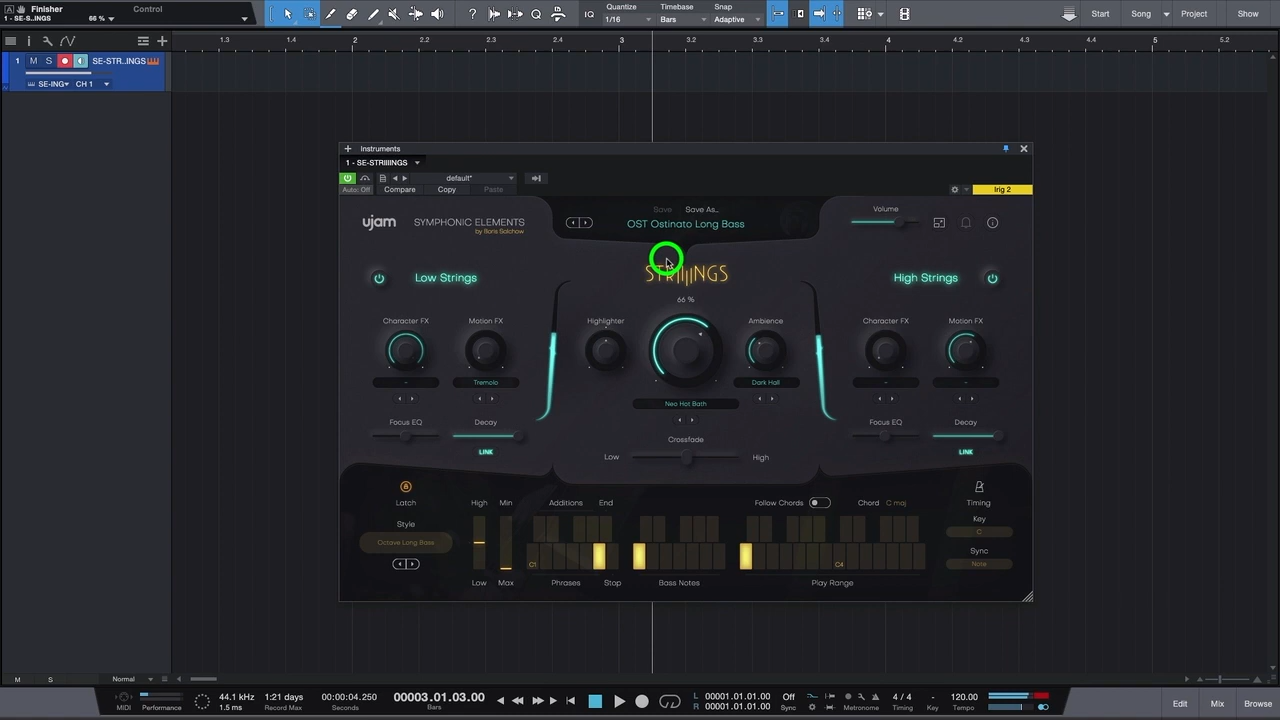 Finisher
Control
1 - SE-S..INGS
66 %
IQ
Quantize
1/16
Timebase
Bars
Snap
Adaptive
Start
Song
Project
Show
1.3
1.4
2
2.2
2.3
2.4
3
3.2
3.3
3.4
4
4.2
4.3
4.4
5
5.2
1
M
S
SE-STR..INGS
SE-ING
CH 1
Instruments
1 - SE-STRIIIINGS
default*
Auto: Off
Compare
Copy
Paste
Irig 2
ujam
SYMPHONIC ELEMENTS
by Boris Salchow
Save
Save As...
OST Ostinato Long Bass
Volume
Low Strings
STRIIIINGS
High Strings
66 %
Character FX
Motion FX
Highlighter
Ambience
Character FX
Motion FX
-
Tremolo
Dark Hall
-
-
Neo Hot Bath
Focus EQ
Decay
Focus EQ
Decay
Crossfade
LINK
Low
High
LINK
Latch
High
Min
Additions
End
Follow Chords
Chord
C maj
Timing
Style
Key
C
Octave Long Bass
Sync
Note
C1
C4
Low
Max
Phrases
Stop
Bass Notes
Play Range
M
S
Normal
MIDI
Performance
44.1 kHz
1.5 ms
1:21 days
Record Max
00:00:04.250
Seconds
00003.01.03.00
Bars
L
00001.01.01.00
R
00001.01.01.00
Off
Sync
Metronome
4 / 4
Timing
-
Key
120.00
Tempo
Edit
Mix
Browse